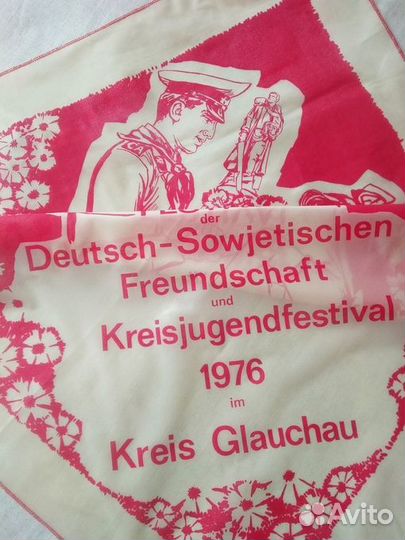 der
Deutsch-Sowjetischen
Freundschaft
und
Kreisjugendfestival
1976
im
Kreis Glauchau
Avito